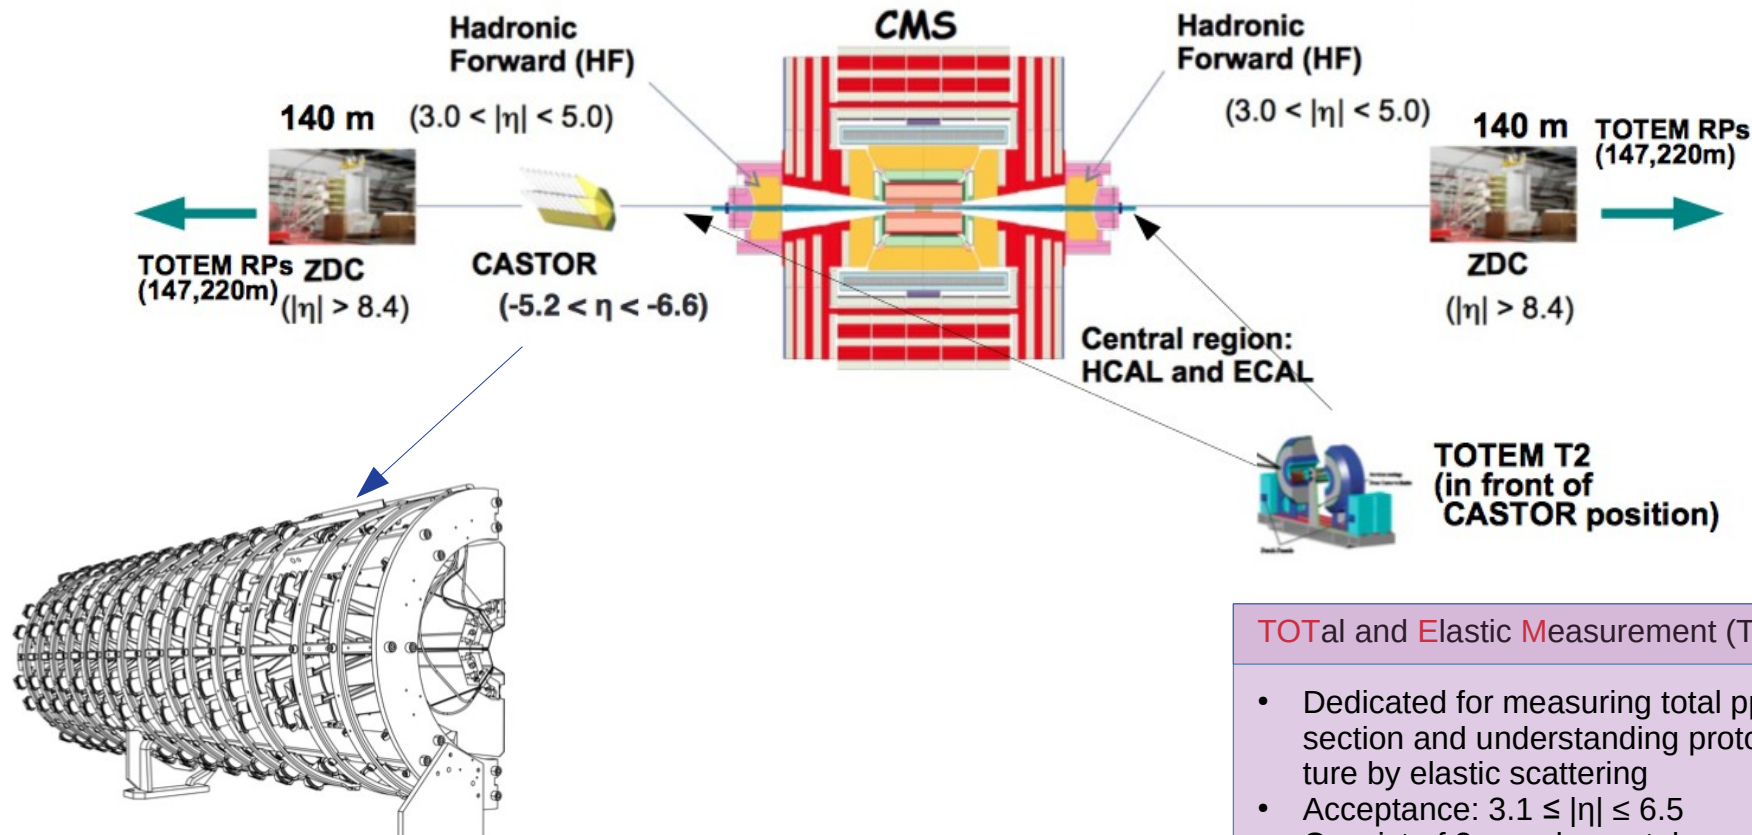 CMS
Hadronic
Forward (HF)
(3.0 < |η| < 5.0)
Hadronic
Forward (HF)
(3.0 < |η| < 5.0)
140 m
140 m
TOTEM RPs
(147,220m)
TOTEM RPs
(147,220m)
ZDC
(|η| > 8.4)
CASTOR
(-5.2 < η < -6.6)
ZDC
(|η| > 8.4)
Central region:
HCAL and ECAL
TOTEM T2
(in front of
CASTOR position)
TOTal and Elastic Measurement (T
Dedicated for measuring total pp
section and understanding proto
ture by elastic scattering
Acceptance: 3.1 ≤ |η| ≤ 6.5